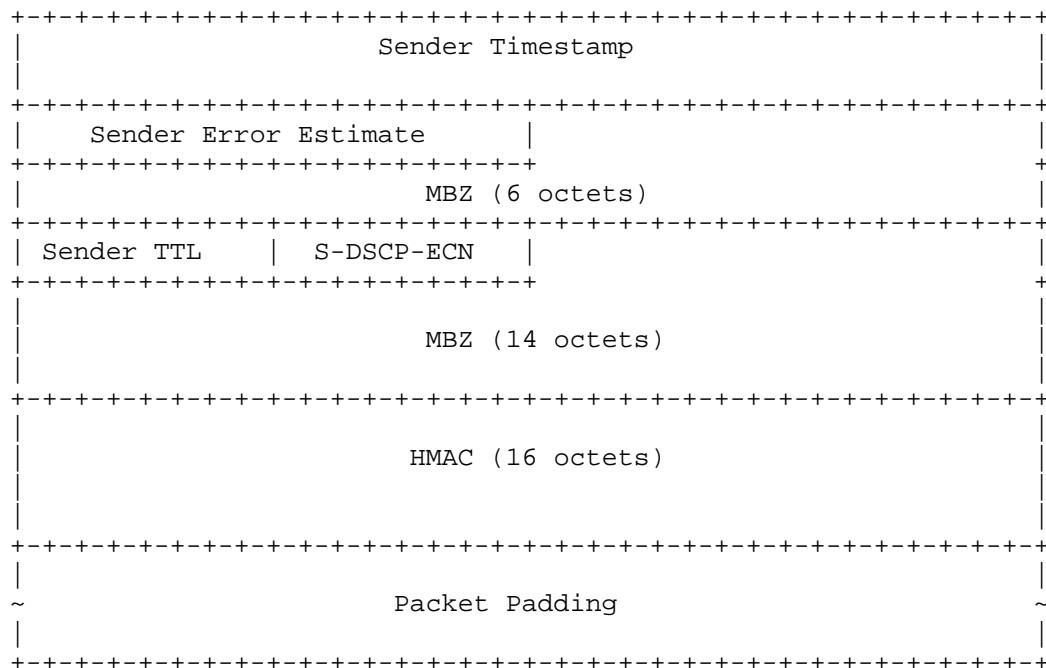 Sender Timestamp
Sender Error Estimate
MBZ (6 octets)
Sender TTL | S-DSCP-ECN
MBZ (14 octets)
HMAC (16 octets)
Packet Padding